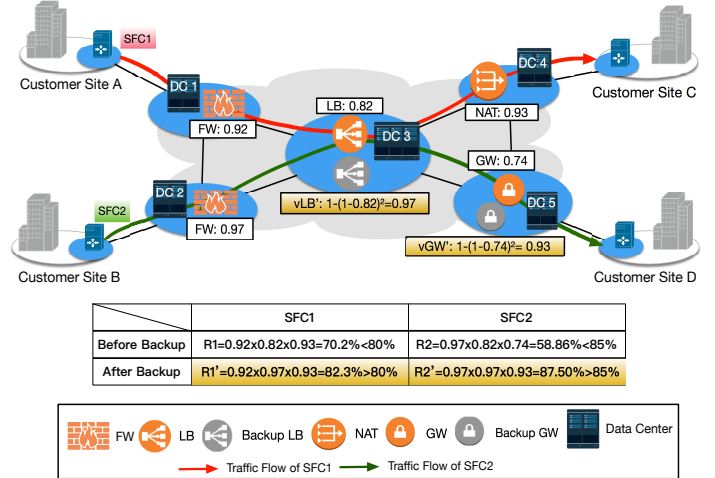 SFC1
Customer Site A
DC 1
FW: 0.92
LB: 0.82
DC 3
DC 4
NAT: 0.93
Customer Site C
GW: 0.74
SFC2
DC 2
FW: 0.97
vLB': 1-(1-0.82)²=0.97
DC 5
vGW': 1-(1-0.74)²= 0.93
Customer Site B
Customer Site D
SFC1 SFC2
Before Backup R1=0.92x0.82x0.93=70.2%<80% R2=0.97x0.82x0.74=58.86%<85%
After Backup R1'=0.92x0.97x0.93=82.3%>80% R2'=0.97x0.97x0.93=87.50%>85%
FW LB Backup LB NAT GW Backup GW Data Center
Traffic Flow of SFC1 Traffic Flow of SFC2